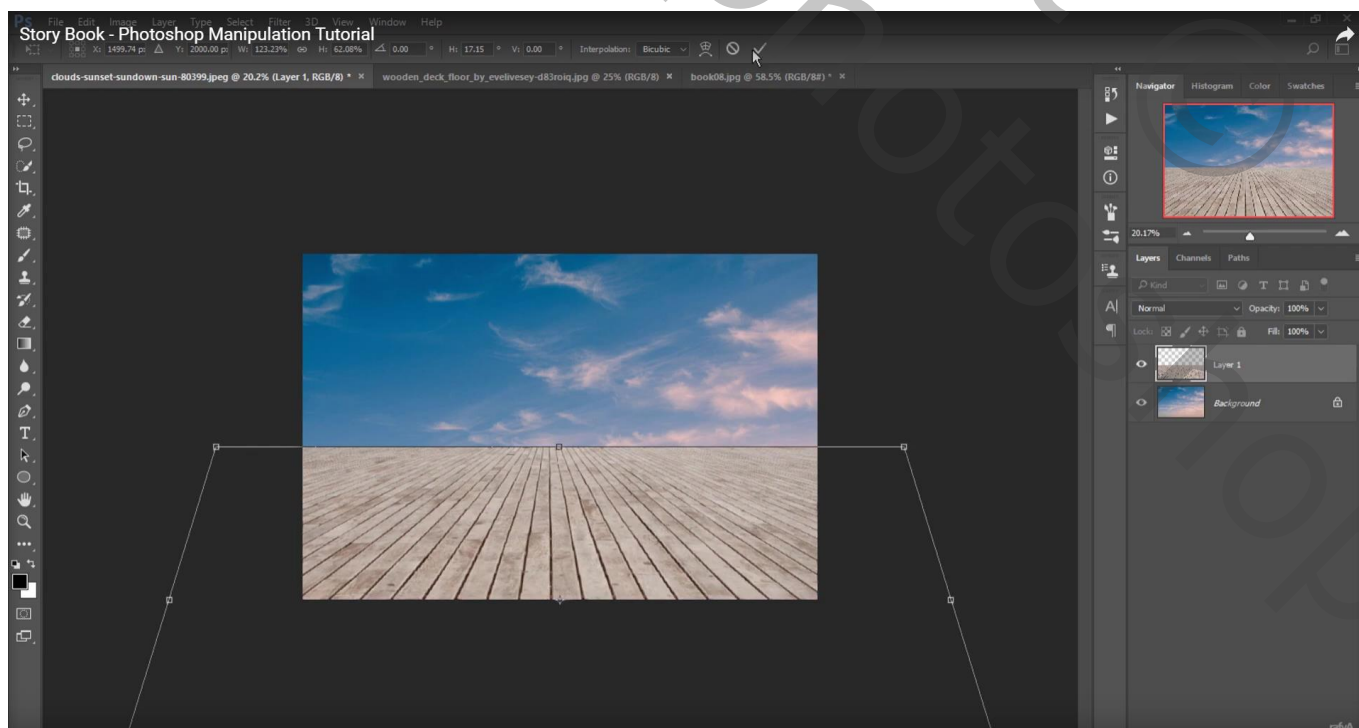 Ps File Edit Image Layer Type Select Filter 3D View Window Help
Story Book - Photoshop Manipulation Tutorial
X: 1499.74 p: Y: 2000.00 p: W: 123.23% H: 62.08% 0.00 ° H: 17.15 ° V: 0.00 ° Interpolation: Bicubic
clouds-sunset-sundown-sun-80399.jpeg @ 20.2% (Layer 1, RGB/8) * × wooden_deck_floor_by_evelivesey-d83roiq.jpg @ 25% (RGB/8) × book08.jpg @ 58.5% (RGB/8#) * ×
Navigator Histogram Color Swatches
20.17%
Layers Channels Paths
Kind
Normal Opacity: 100%
Lock: Fill: 100%
Layer 1
Background